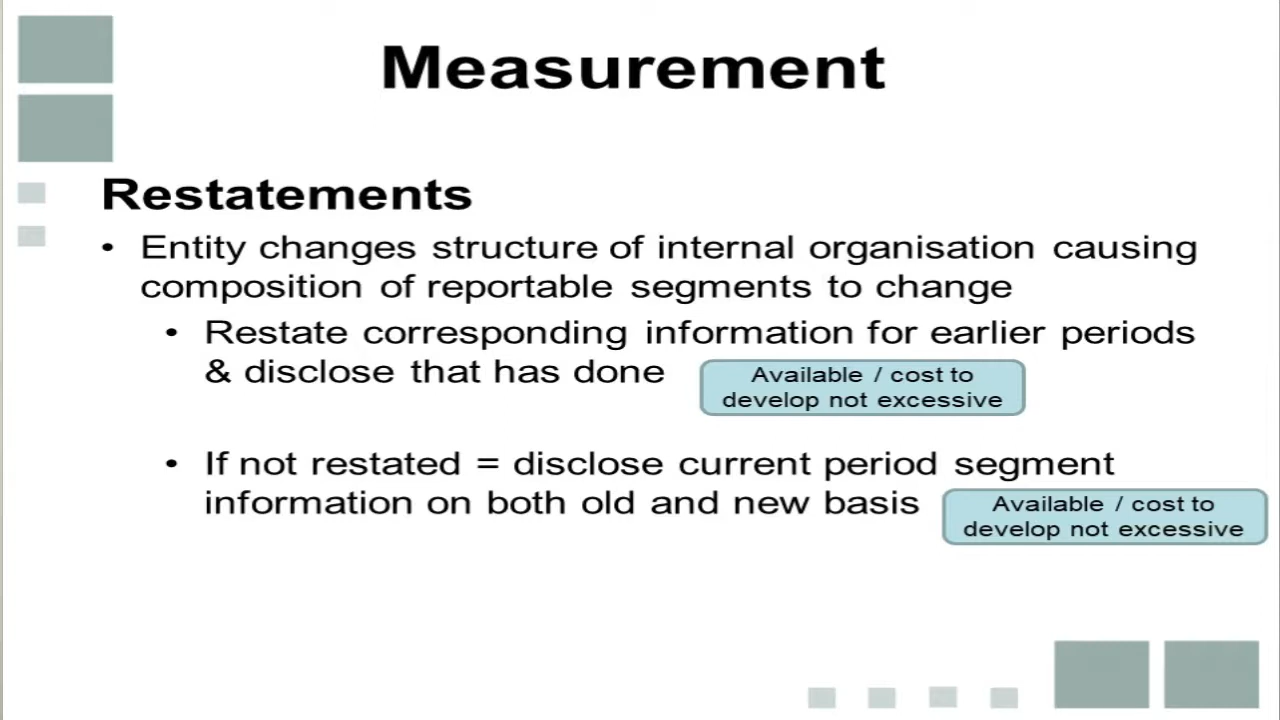 Measurement
Restatements
• Entity changes structure of internal organisation causing
composition of reportable segments to change
• Restate corresponding information for earlier periods
& disclose that has done
Available / cost to
develop not excessive
• If not restated = disclose current period segment
information on both old and new basis
Available / cost to
develop not excessive